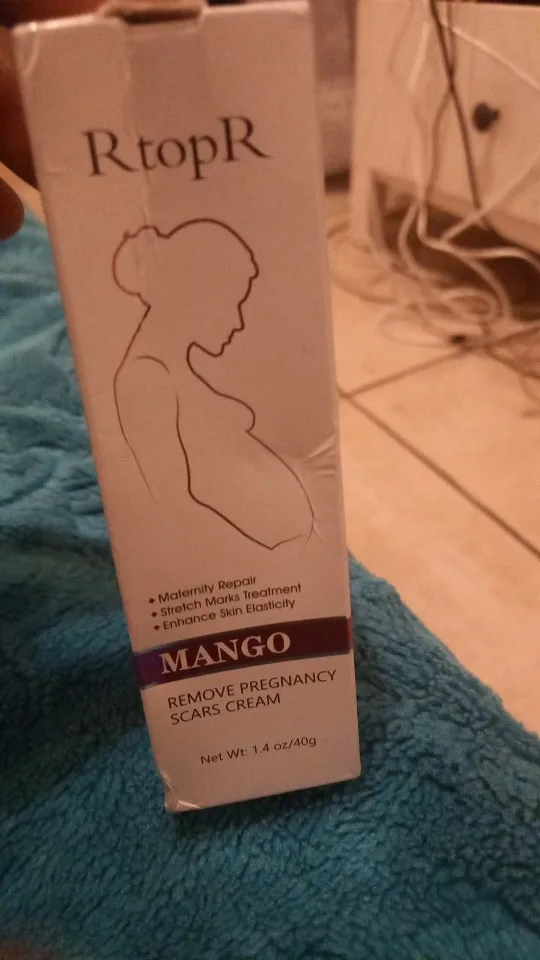 RtopR
◆ Maternity Repair
◆ Stretch Marks Treatment
◆ Enhance Skin Elasticity
MANGO
REMOVE PREGNANCY
SCARS CREAM
Net Wt: 1.4 oz/40g